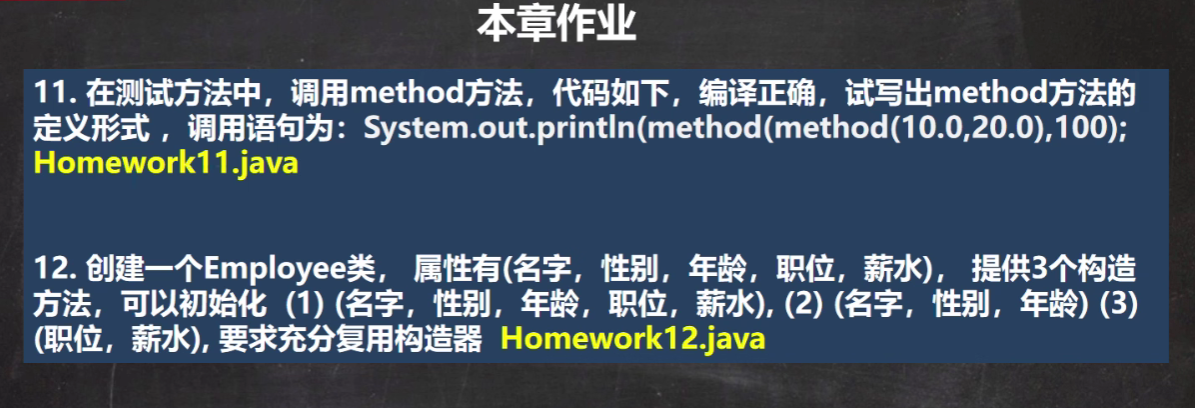 本章作业
11. 在测试方法中，调用method方法，代码如下，编译正确，试写出method方法的
定义形式 ，调用语句为：System.out.println(method(method(10.0,20.0),100);
Homework11.java
12. 创建一个Employee类， 属性有(名字，性别，年龄，职位，薪水)， 提供3个构造
方法，可以初始化 (1) (名字，性别，年龄，职位，薪水), (2) (名字，性别，年龄) (3)
(职位，薪水), 要求充分复用构造器 Homework12.java